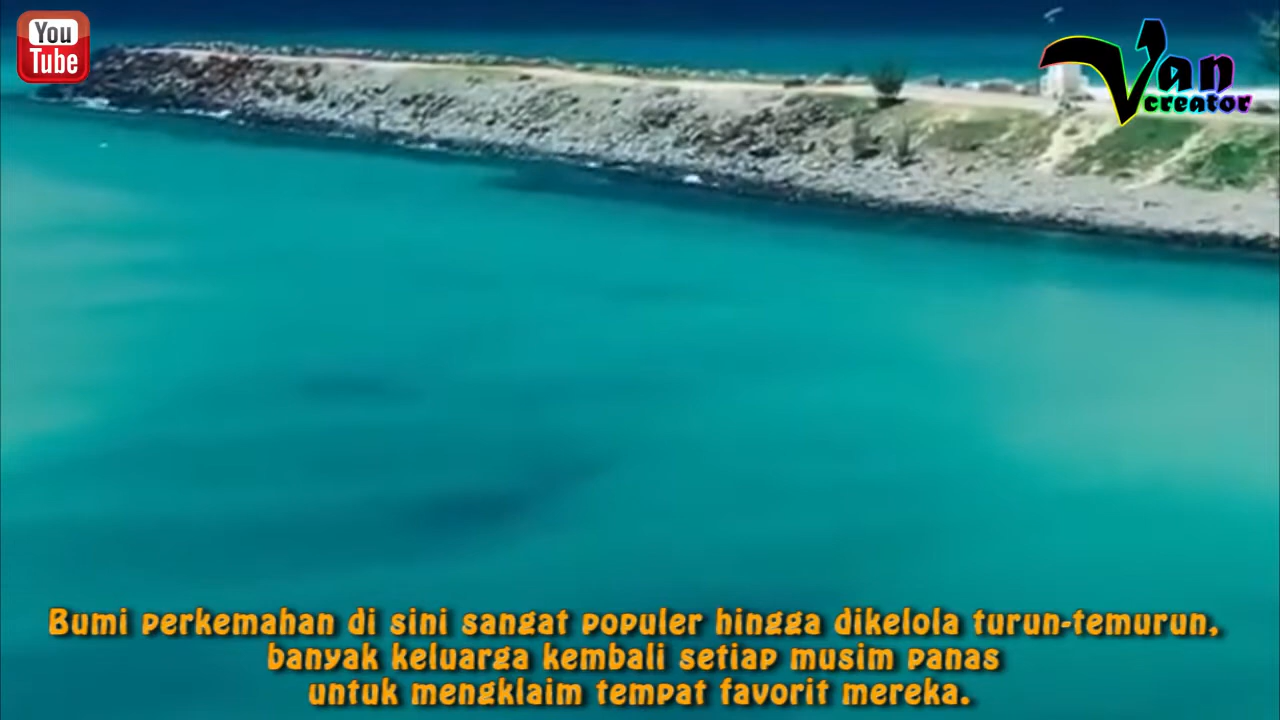 You
Tube
Van
creator
Bumi perkemahan di sini sangat populer hingga dikelola turun-temurun,
banyak keluarga kembali setiap musim panas
untuk mengklaim tempat favorit mereka.